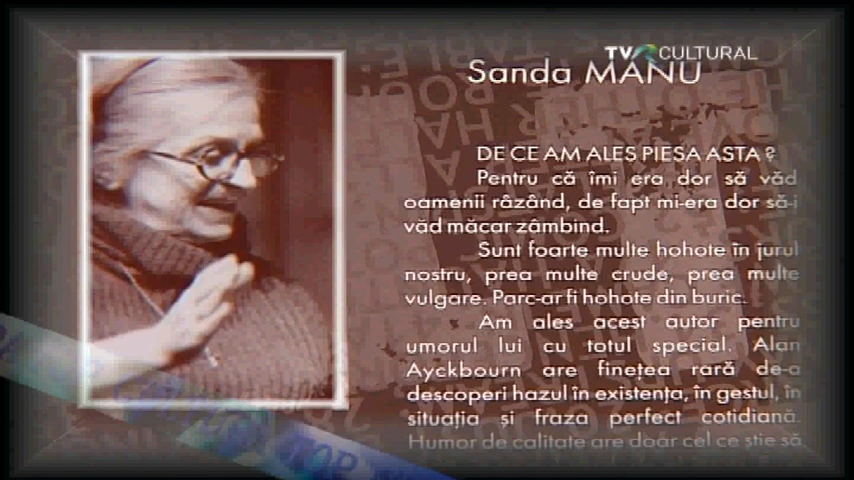 TVR CULTURAL
Sanda MANU
DE CE AM ALES PIESA ASTA ?
Pentru că îmi era dor să văd
oamenii râzând, de fapt mi-era dor să-i
văd măcar zâmbind.
Sunt foarte multe hohote în jurul
nostru, prea multe crude, prea multe
vulgare. Parc-ar fi hohote din buric.
Am ales acest autor pentru
umorul lui cu totul special. Alan
Ayckbourn are finețea rară de-a
descoperi hazul în existența, în gestul, în
situația și fraza perfect cotidiană.
Humor de calitate are doar cel ce știe să